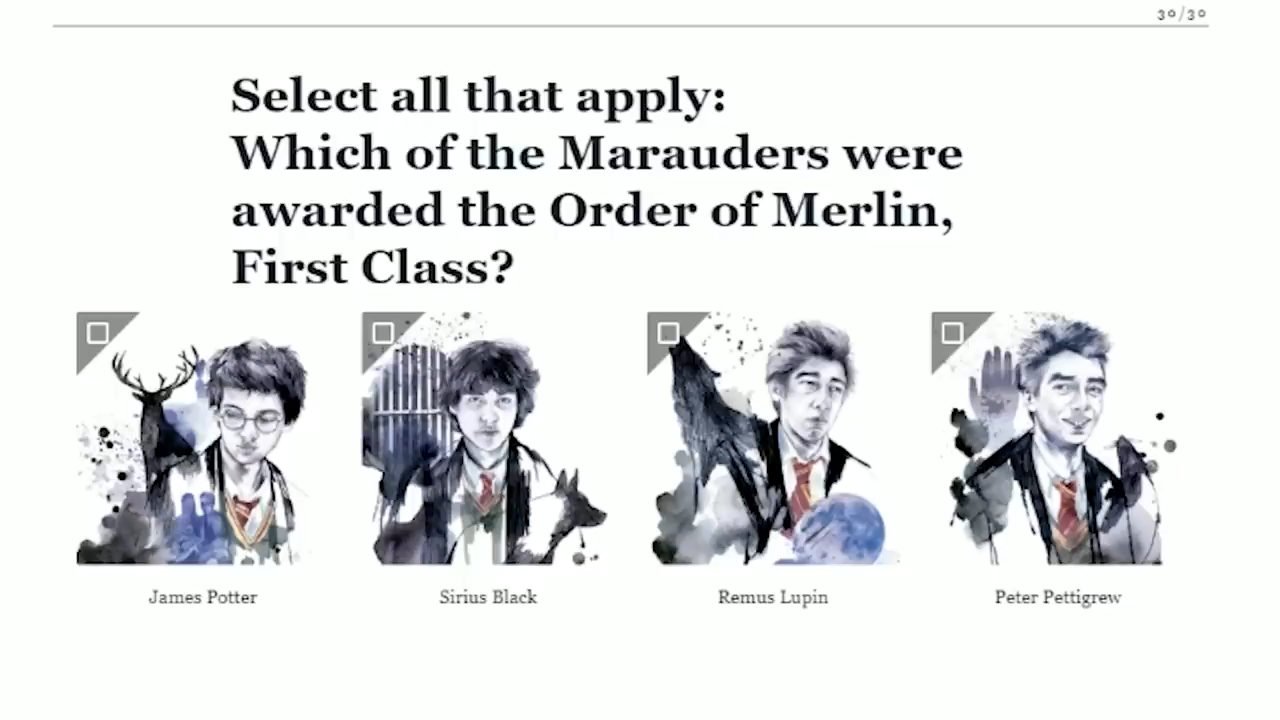 30/30
Select all that apply:
Which of the Marauders were
awarded the Order of Merlin,
First Class?
James Potter
Sirius Black
Remus Lupin
Peter Pettigrew